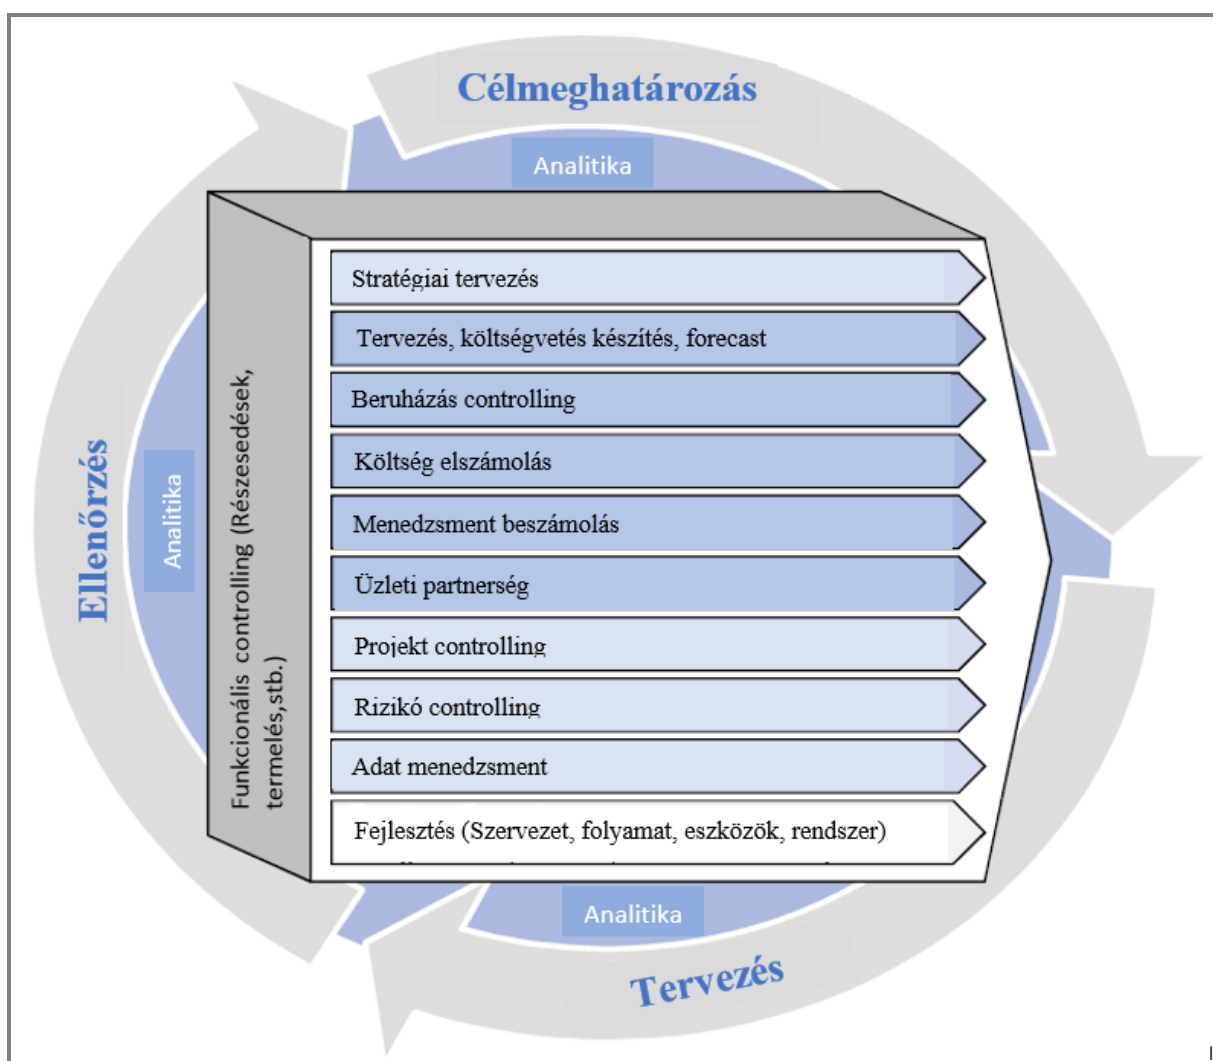 Célmeghatározás
Analitika
Stratégiai tervezés
Tervezés, költségvetés készítés, forecast
Beruházás controlling
Költség elszámolás
Menedzsment beszámolás
Üzleti partnerség
Projekt controlling
Rizikó controlling
Adat menedzsment
Fejlesztés (Szervezet, folyamat, eszközök, rendszer)
Funkcionális controlling (Részesedések,
termelés,stb.)
Ellenőrzés
Analitika
Analitika
Tervezés